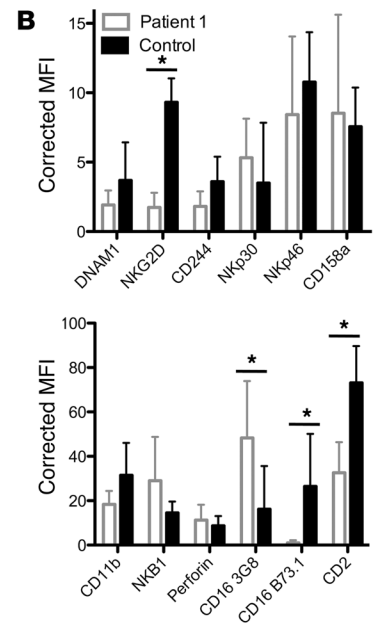 B
Patient 1
Control
Corrected MFI
15
10
5
0
*
DNAM1
NKG2D
CD244
NKp30
NKp46
CD158a
Corrected MFI
100
80
60
40
20
0
*
*
*
CD11b
NKB1
Perforin
CD16 3G8
CD16 B73.1
CD2